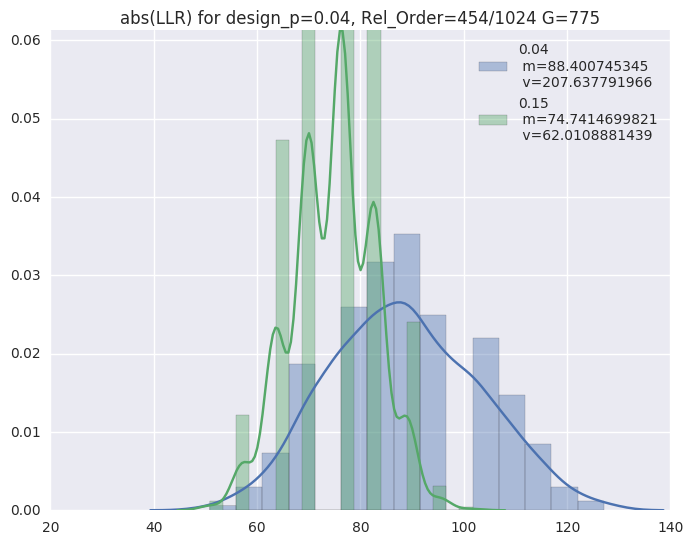 abs(LLR) for design_p=0.04, Rel_Order=454/1024 G=775
0.04
m=88.400745345
v=207.637791966
0.15
m=74.7414699821
v=62.0108881439
0.06
0.05
0.04
0.03
0.02
0.01
0.00
20 40 60 80 100 120 140